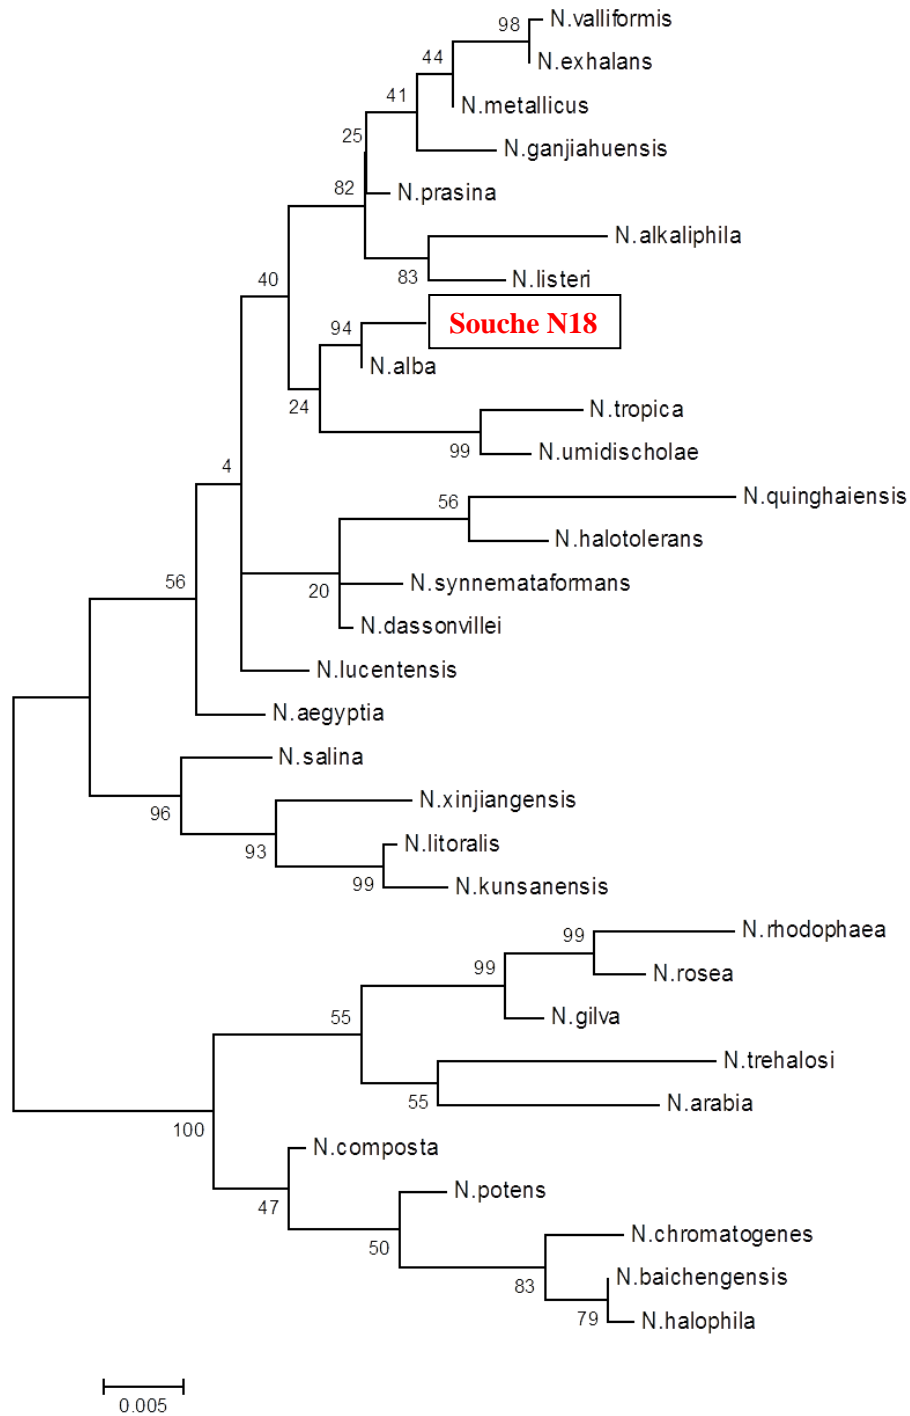 98
N.valliformis
44
N.exhalans
41
N.metallicus
25
N.ganjiahuensis
82
N.prasina
N.alkaliphila
40
83
N.listeri
94
Souche N18
N.alba
24
N.tropica
99
N.umidischolae
4
56
N.quinghaiensis
N.halotolerans
56
20
N.synnemataformans
N.dassonvillei
N.lucentensis
N.aegyptia
N.salina
96
N.xinjiangensis
93
N.litoralis
99
N.kunsanensis
99
N.rhodophaea
99
N.rosea
55
N.gilva
N.trehalosi
55
N.arabia
100
N.composta
47
N.potens
50
N.chromatogenes
83
N.baichengensis
79
N.halophila
0.005